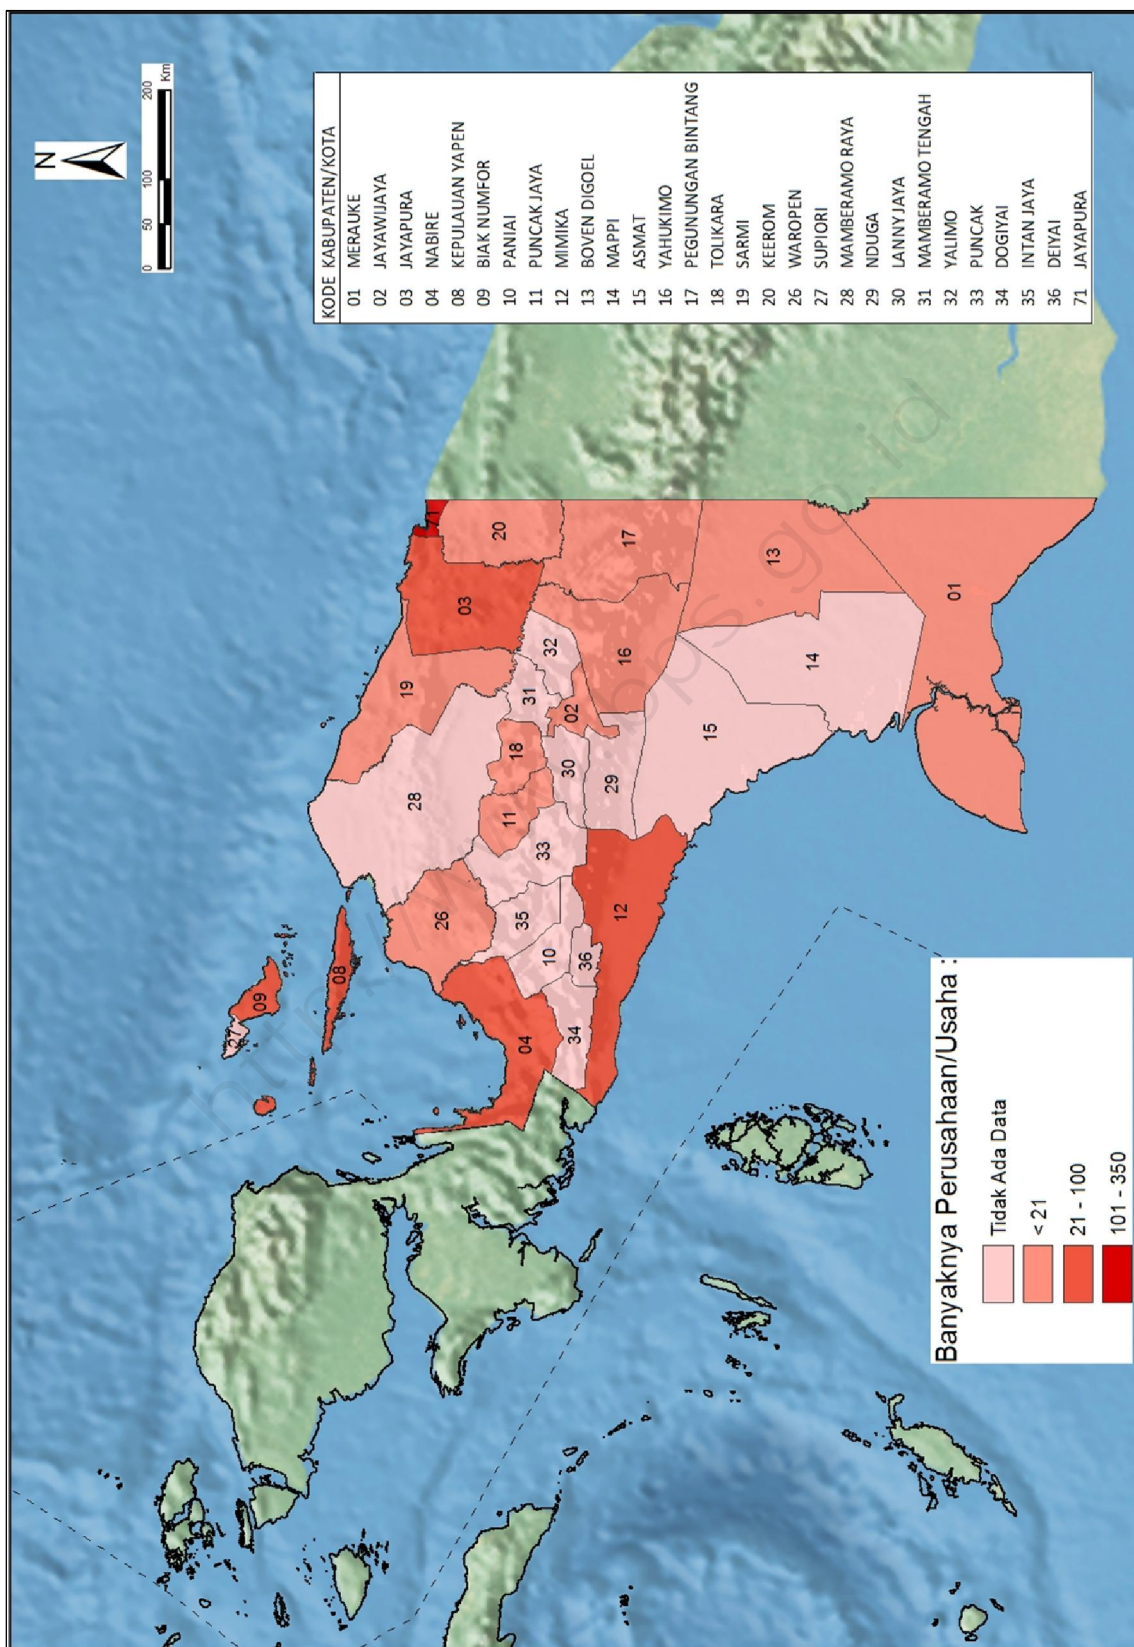 N
0 50 100 200
Km
KODE KABUPATEN/KOTA
01 MERAUKE
02 JAYAWIJAYA
03 JAYAPURA
04 NABIRE
08 KEPULAUAN YAPEN
09 BIAK NUMFOR
10 PANIAI
11 PUNCAK JAYA
12 MIMIKA
13 BOVEN DIGOEL
14 MAPPI
15 ASMAT
16 YAHUKIMO
17 PEGUNUNGAN BINTANG
18 TOLIKARA
19 SARMI
20 KEEROM
26 WAROPEN
27 SUPIORI
28 MAMBERAMO RAYA
29 NDUGA
30 LANNY JAYA
31 MAMBERAMO TENGAH
32 YALIMO
33 PUNCAK
34 DOGIYAI
35 INTAN JAYA
36 DEIYAI
71 JAYAPURA
27
09
08
28
19
03
71
20
26
04
35
10
36
34
33
11
18
31
32
02
30
29
16
17
12
15
14
13
01
Banyaknya Perusahaan/Usaha :
Tidak Ada Data
< 21
21 - 100
101 - 350